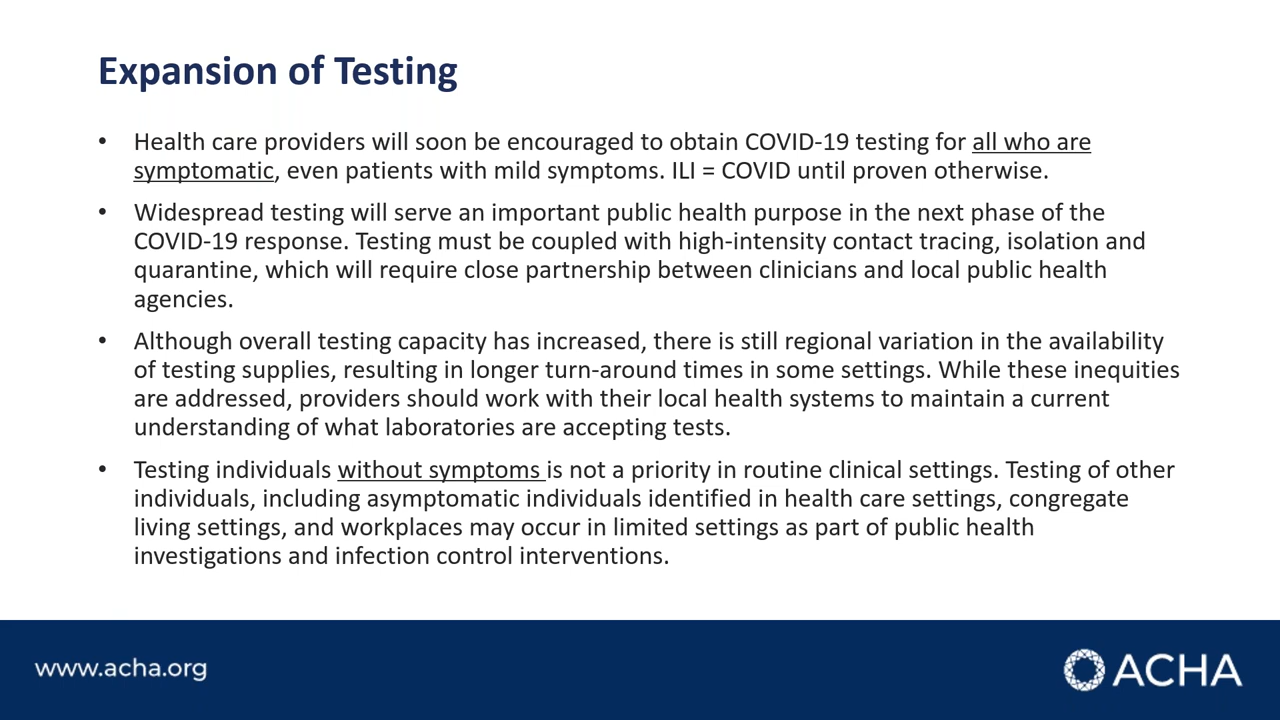 Expansion of Testing
• Health care providers will soon be encouraged to obtain COVID-19 testing for all who are
symptomatic, even patients with mild symptoms. ILI = COVID until proven otherwise.
• Widespread testing will serve an important public health purpose in the next phase of the
COVID-19 response. Testing must be coupled with high-intensity contact tracing, isolation and
quarantine, which will require close partnership between clinicians and local public health
agencies.
• Although overall testing capacity has increased, there is still regional variation in the availability
of testing supplies, resulting in longer turn-around times in some settings. While these inequities
are addressed, providers should work with their local health systems to maintain a current
understanding of what laboratories are accepting tests.
• Testing individuals without symptoms is not a priority in routine clinical settings. Testing of other
individuals, including asymptomatic individuals identified in health care settings, congregate
living settings, and workplaces may occur in limited settings as part of public health
investigations and infection control interventions.
www.acha.org
ACHA